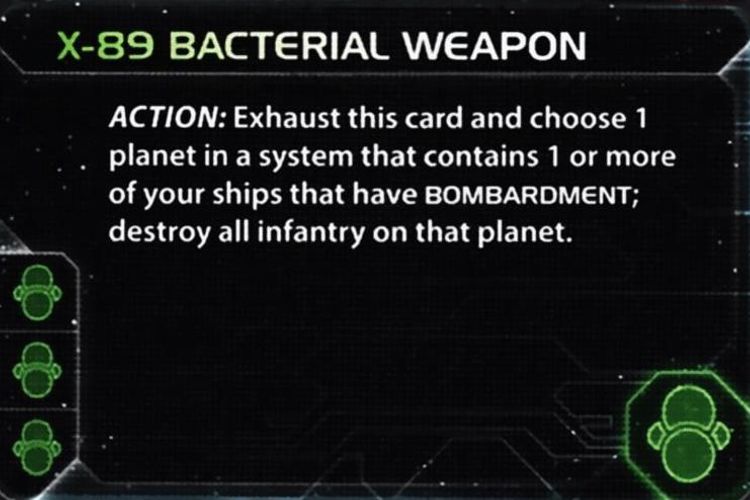 X-89 BACTERIAL WEAPON
ACTION: Exhaust this card and choose 1
planet in a system that contains 1 or more
of your ships that have BOMBARDMENT;
destroy all infantry on that planet.